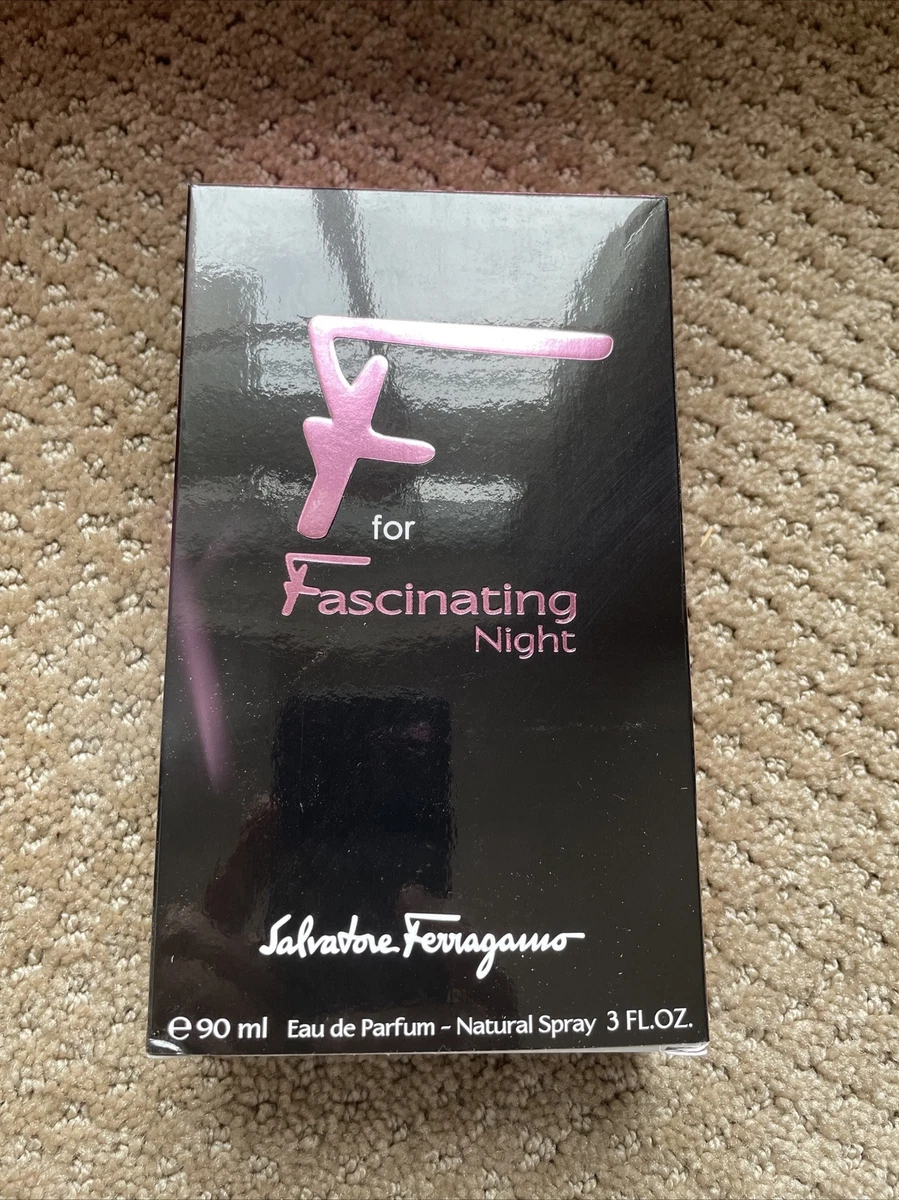 F
for
Fascinating
Night
Salvatore Ferragamo
e 90 ml Eau de Parfum - Natural Spray 3 FL.OZ.